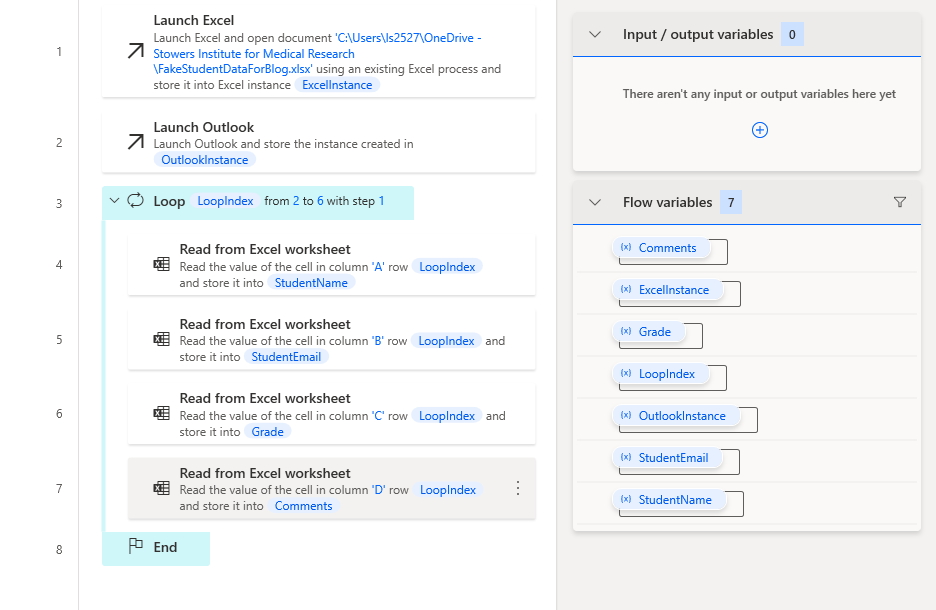 1
Launch Excel
Launch Excel and open document 'C:\Users\ls2527\OneDrive -
Stowers Institute for Medical Research
\FakeStudentDataForBlog.xlsx' using an existing Excel process and
store it into Excel instance ExcelInstance
2
Launch Outlook
Launch Outlook and store the instance created in
OutlookInstance
3
Loop LoopIndex from 2 to 6 with step 1
4
Read from Excel worksheet
Read the value of the cell in column 'A' row LoopIndex
and store it into StudentName
5
Read from Excel worksheet
Read the value of the cell in column 'B' row LoopIndex and
store it into StudentEmail
6
Read from Excel worksheet
Read the value of the cell in column 'C' row LoopIndex and
store it into Grade
7
Read from Excel worksheet
Read the value of the cell in column 'D' row LoopIndex
and store it into Comments
8
End
Input / output variables 0
There aren't any input or output variables here yet
Flow variables 7
(x) Comments
(x) ExcelInstance
(x) Grade
(x) LoopIndex
(x) OutlookInstance
(x) StudentEmail
(x) StudentName